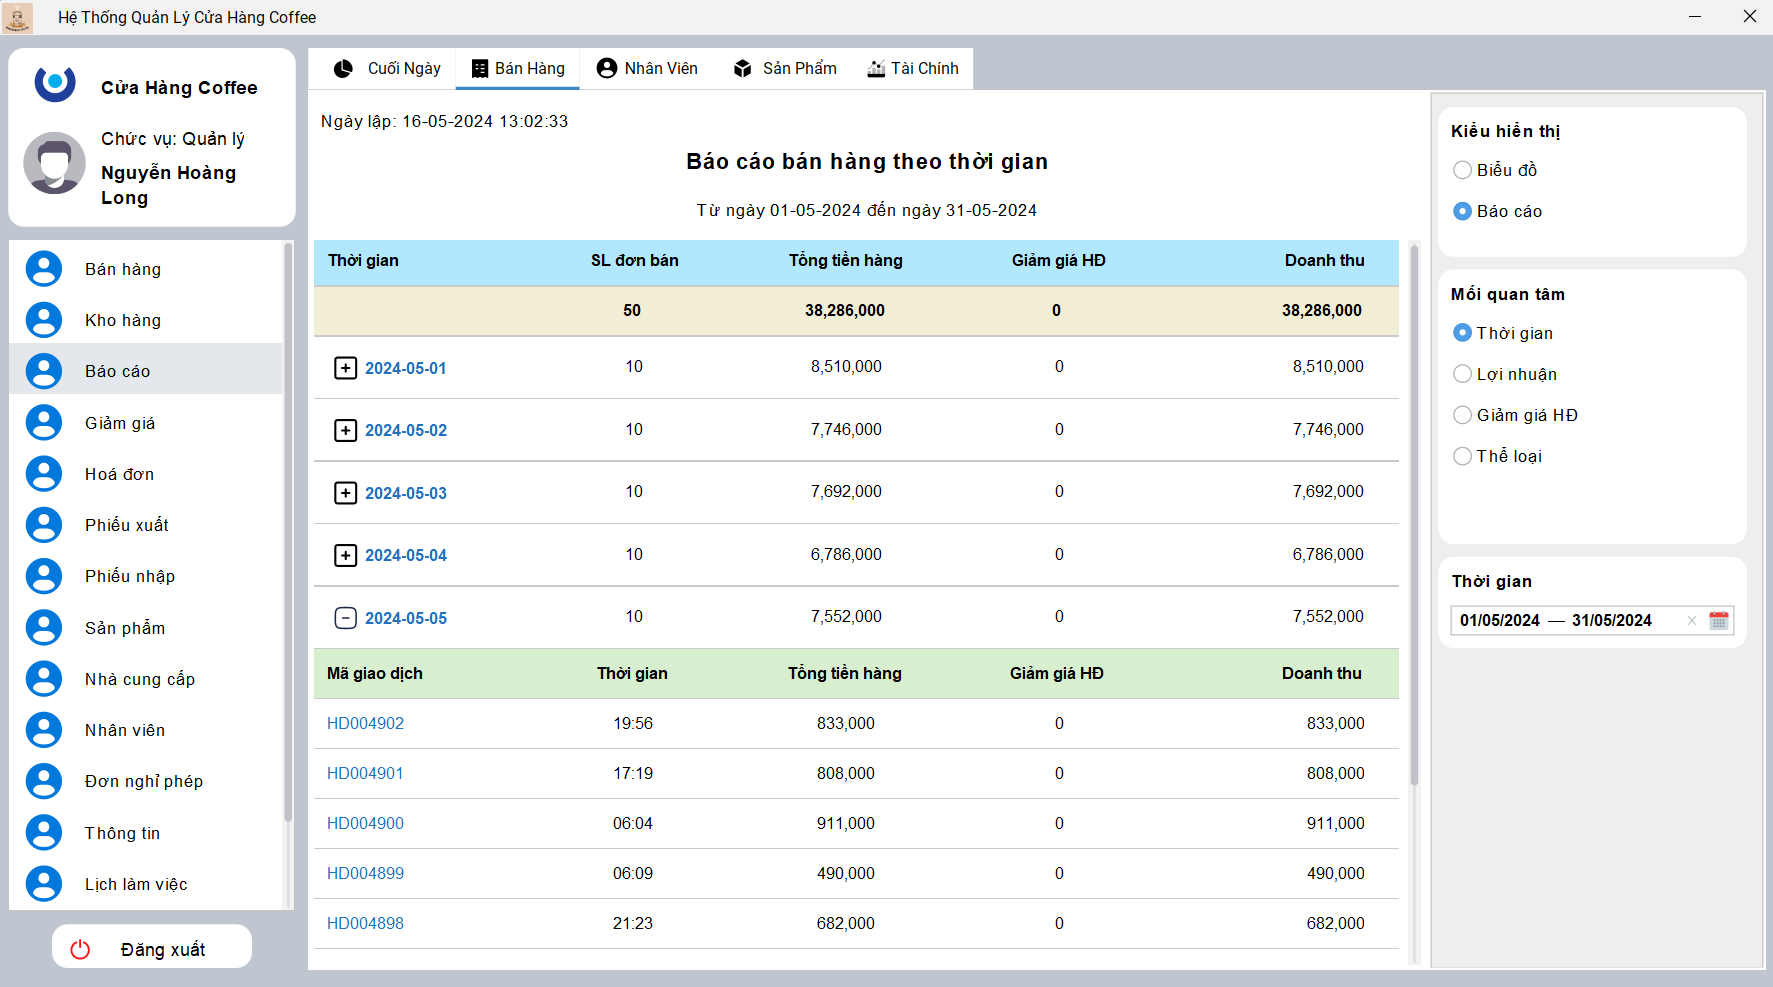 Hệ Thống Quản Lý Cửa Hàng Coffee
Cửa Hàng Coffee
Chức vụ: Quản lý
Nguyễn Hoàng
Long
Bán hàng
Kho hàng
Báo cáo
Giảm giá
Hoá đơn
Phiếu xuất
Phiếu nhập
Sản phẩm
Nhà cung cấp
Nhân viên
Đơn nghỉ phép
Thông tin
Lịch làm việc
Đăng xuất
Cuối Ngày Bán Hàng Nhân Viên Sản Phẩm Tài Chính
Ngày lập: 16-05-2024 13:02:33
Báo cáo bán hàng theo thời gian
Từ ngày 01-05-2024 đến ngày 31-05-2024
Thời gian SL đơn bán Tổng tiền hàng Giảm giá HĐ Doanh thu
50 38,286,000 0 38,286,000
2024-05-01 10 8,510,000 0 8,510,000
2024-05-02 10 7,746,000 0 7,746,000
2024-05-03 10 7,692,000 0 7,692,000
2024-05-04 10 6,786,000 0 6,786,000
2024-05-05 10 7,552,000 0 7,552,000
Mã giao dịch Thời gian Tổng tiền hàng Giảm giá HĐ Doanh thu
HD004902 19:56 833,000 0 833,000
HD004901 17:19 808,000 0 808,000
HD004900 06:04 911,000 0 911,000
HD004899 06:09 490,000 0 490,000
HD004898 21:23 682,000 0 682,000
Kiểu hiển thị
Biểu đồ
Báo cáo
Mối quan tâm
Thời gian
Lợi nhuận
Giảm giá HĐ
Thể loại
Thời gian
01/05/2024 — 31/05/2024